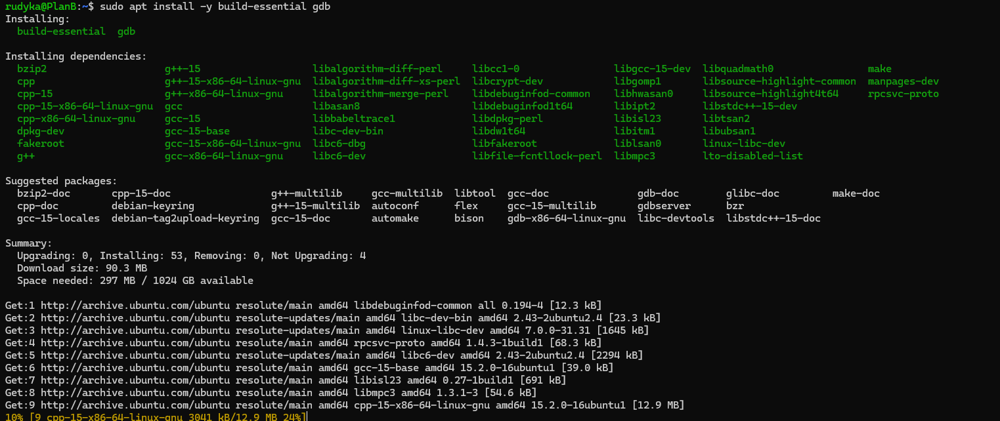 rudyka@PlanB:~$ sudo apt install -y build-essential gdb
Installing:
build-essential gdb
Installing dependencies:
bzip2 g++-15 libalgorithm-diff-perl libcc1-0 libgcc-15-dev libquadmath0 make
cpp g++-15-x86-64-linux-gnu libalgorithm-diff-xs-perl libcrypt-dev libgomp1 libsource-highlight-common manpages-dev
cpp-15 g++-x86-64-linux-gnu libalgorithm-merge-perl libdebuginfod-common libhwasan0 libsource-highlight4t64 rpcsvc-proto
cpp-15-x86-64-linux-gnu gcc libasan8 libdebuginfod1t64 libipt2 libstdc++-15-dev
cpp-x86-64-linux-gnu gcc-15 libbabeltrace1 libdpkg-perl libisl23 libtsan2
dpkg-dev gcc-15-base libc-dev-bin libdw1t64 libitm1 libubsan1
fakeroot gcc-15-x86-64-linux-gnu libc6-dbg libfakeroot liblsan0 linux-libc-dev
g++ gcc-x86-64-linux-gnu libc6-dev libfile-fcntllock-perl libmpc3 lto-disabled-list
Suggested packages:
bzip2-doc cpp-15-doc g++-multilib gcc-multilib libtool gcc-doc gdb-doc glibc-doc make-doc
cpp-doc debian-keyring g++-15-multilib autoconf flex gcc-15-multilib gdbserver bzr
gcc-15-locales debian-tag2upload-keyring gcc-15-doc automake bison gdb-x86-64-linux-gnu libc-devtools libstdc++-15-doc
Summary:
Upgrading: 0, Installing: 53, Removing: 0, Not Upgrading: 4
Download size: 90.3 MB
Space needed: 297 MB / 1024 GB available
Get:1 http://archive.ubuntu.com/ubuntu resolute/main amd64 libdebuginfod-common all 0.194-4 [12.3 kB]
Get:2 http://archive.ubuntu.com/ubuntu resolute-updates/main amd64 libc-dev-bin amd64 2.43-2ubuntu2.4 [23.3 kB]
Get:3 http://archive.ubuntu.com/ubuntu resolute-updates/main amd64 linux-libc-dev amd64 7.0.0-31.31 [1645 kB]
Get:4 http://archive.ubuntu.com/ubuntu resolute/main amd64 rpcsvc-proto amd64 1.4.3-1build1 [68.3 kB]
Get:5 http://archive.ubuntu.com/ubuntu resolute-updates/main amd64 libc6-dev amd64 2.43-2ubuntu2.4 [2294 kB]
Get:6 http://archive.ubuntu.com/ubuntu resolute/main amd64 gcc-15-base amd64 15.2.0-16ubuntu1 [39.0 kB]
Get:7 http://archive.ubuntu.com/ubuntu resolute/main amd64 libisl23 amd64 0.27-1build1 [691 kB]
Get:8 http://archive.ubuntu.com/ubuntu resolute/main amd64 libmpc3 amd64 1.3.1-3 [54.6 kB]
Get:9 http://archive.ubuntu.com/ubuntu resolute/main amd64 cpp-15-x86-64-linux-gnu amd64 15.2.0-16ubuntu1 [12.9 MB]
10% [9 cpp-15-x86-64-linux-gnu 3041 kB/12.9 MB 24%]